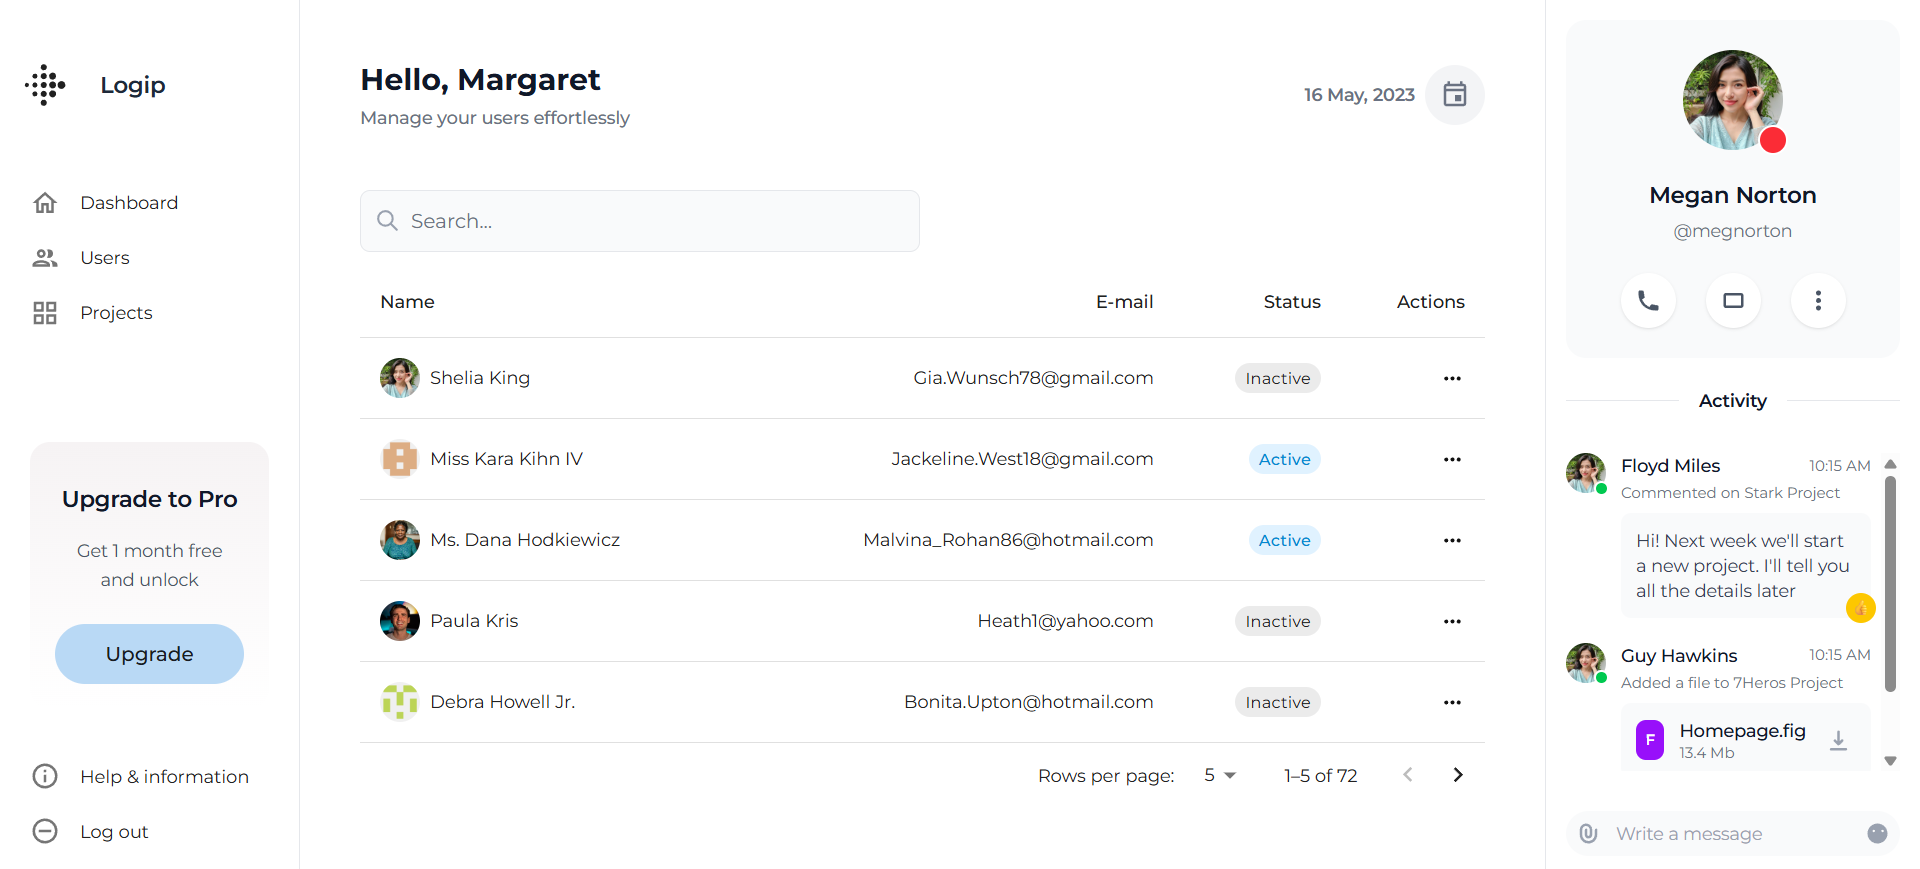 Logip
Dashboard
Users
Projects
Upgrade to Pro
Get 1 month free
and unlock
Upgrade
Help & information
Log out
Hello, Margaret
Manage your users effortlessly
16 May, 2023
Search...
Name E-mail Status Actions
Shelia King Gia.Wunsch78@gmail.com Inactive
Miss Kara Kihn IV Jackeline.West18@gmail.com Active
Ms. Dana Hodkiewicz Malvina_Rohan86@hotmail.com Active
Paula Kris Heath1@yahoo.com Inactive
Debra Howell Jr. Bonita.Upton@hotmail.com Inactive
Rows per page: 5 1–5 of 72
Megan Norton
@megnorton
Activity
Floyd Miles 10:15 AM
Commented on Stark Project
Hi! Next week we'll start
a new project. I'll tell you
all the details later
Guy Hawkins 10:15 AM
Added a file to 7Heros Project
F Homepage.fig
13.4 Mb
Write a message